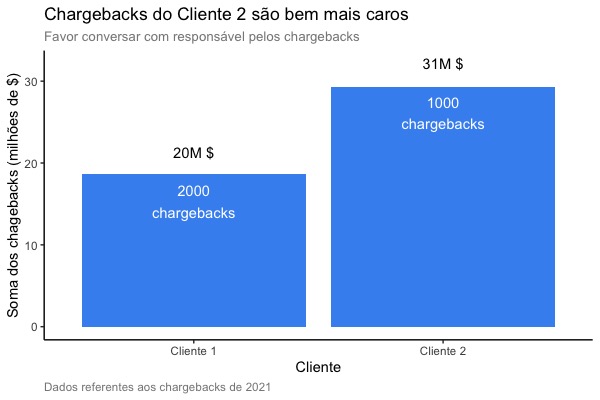 Chargebacks do Cliente 2 são bem mais caros
Favor conversar com responsável pelos chargebacks
Soma dos chagebacks (milhões de $)
30
20
10
0
20M $
2000
chargebacks
31M $
1000
chargebacks
Cliente 1
Cliente 2
Cliente
Dados referentes aos chargebacks de 2021